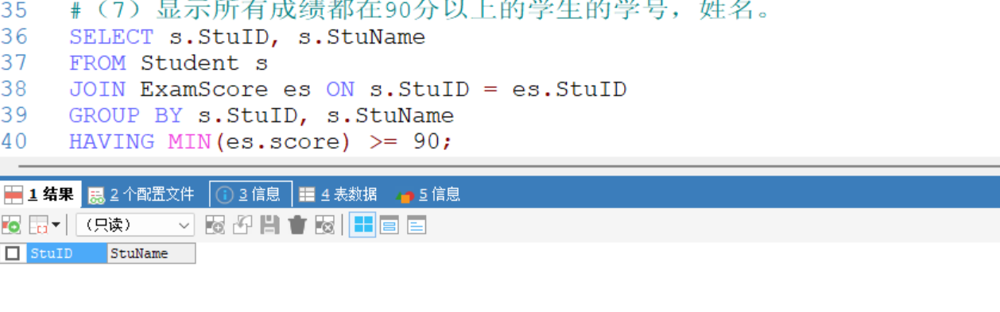 35 #（7）显示所有成绩都在90分以上的学生的学号，姓名。
36 SELECT s.StuID, s.StuName
37 FROM Student s
38 JOIN ExamScore es ON s.StuID = es.StuID
39 GROUP BY s.StuID, s.StuName
40 HAVING MIN(es.score) >= 90;
1 结果 2 个配置文件 3 信息 4 表数据 5 信息
（只读）
StuID StuName